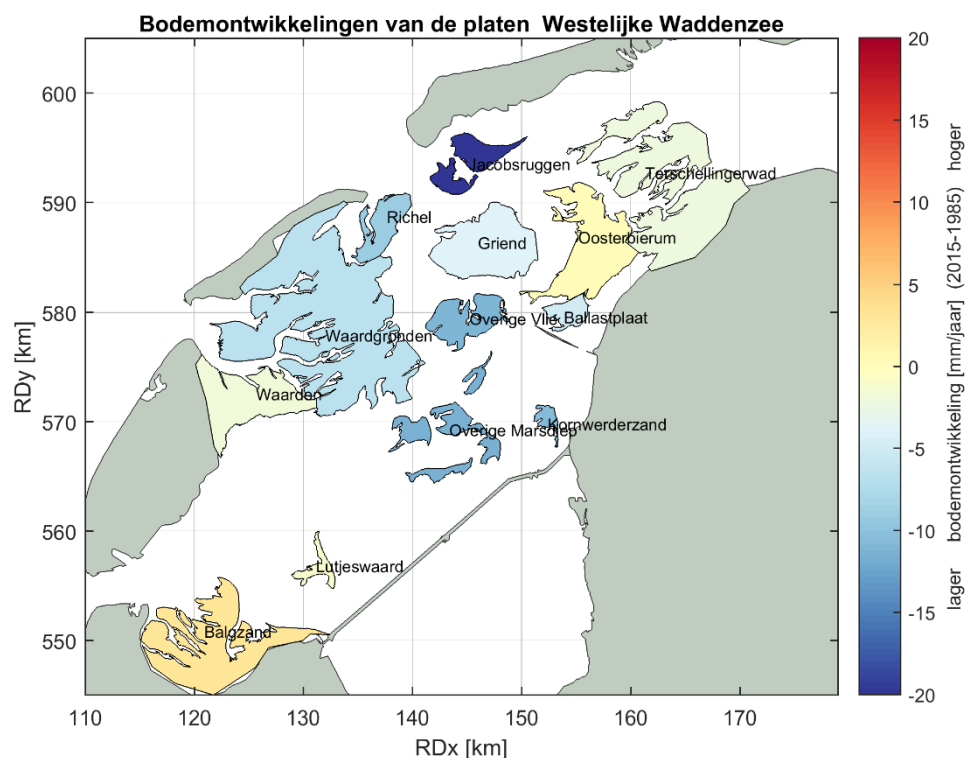 Bodemontwikkelingen van de platen  Westelijke Waddenzee
600
590
580
570
560
550
RDy [km]
110
120
130
140
150
160
170
RDx [km]
Jacobsruggen
Terschellingerwad
Richel
Griend
Oosterbierum
Overige Vlie
Ballastplaat
Waardgronden
Waarden
Overige Marsdiep
Kornwerderzand
Lutjeswaard
Balgzand
20
15
10
5
0
-5
-10
-15
-20
lager   bodemontwikkeling [mm/jaar]  (2015-1985)  hoger